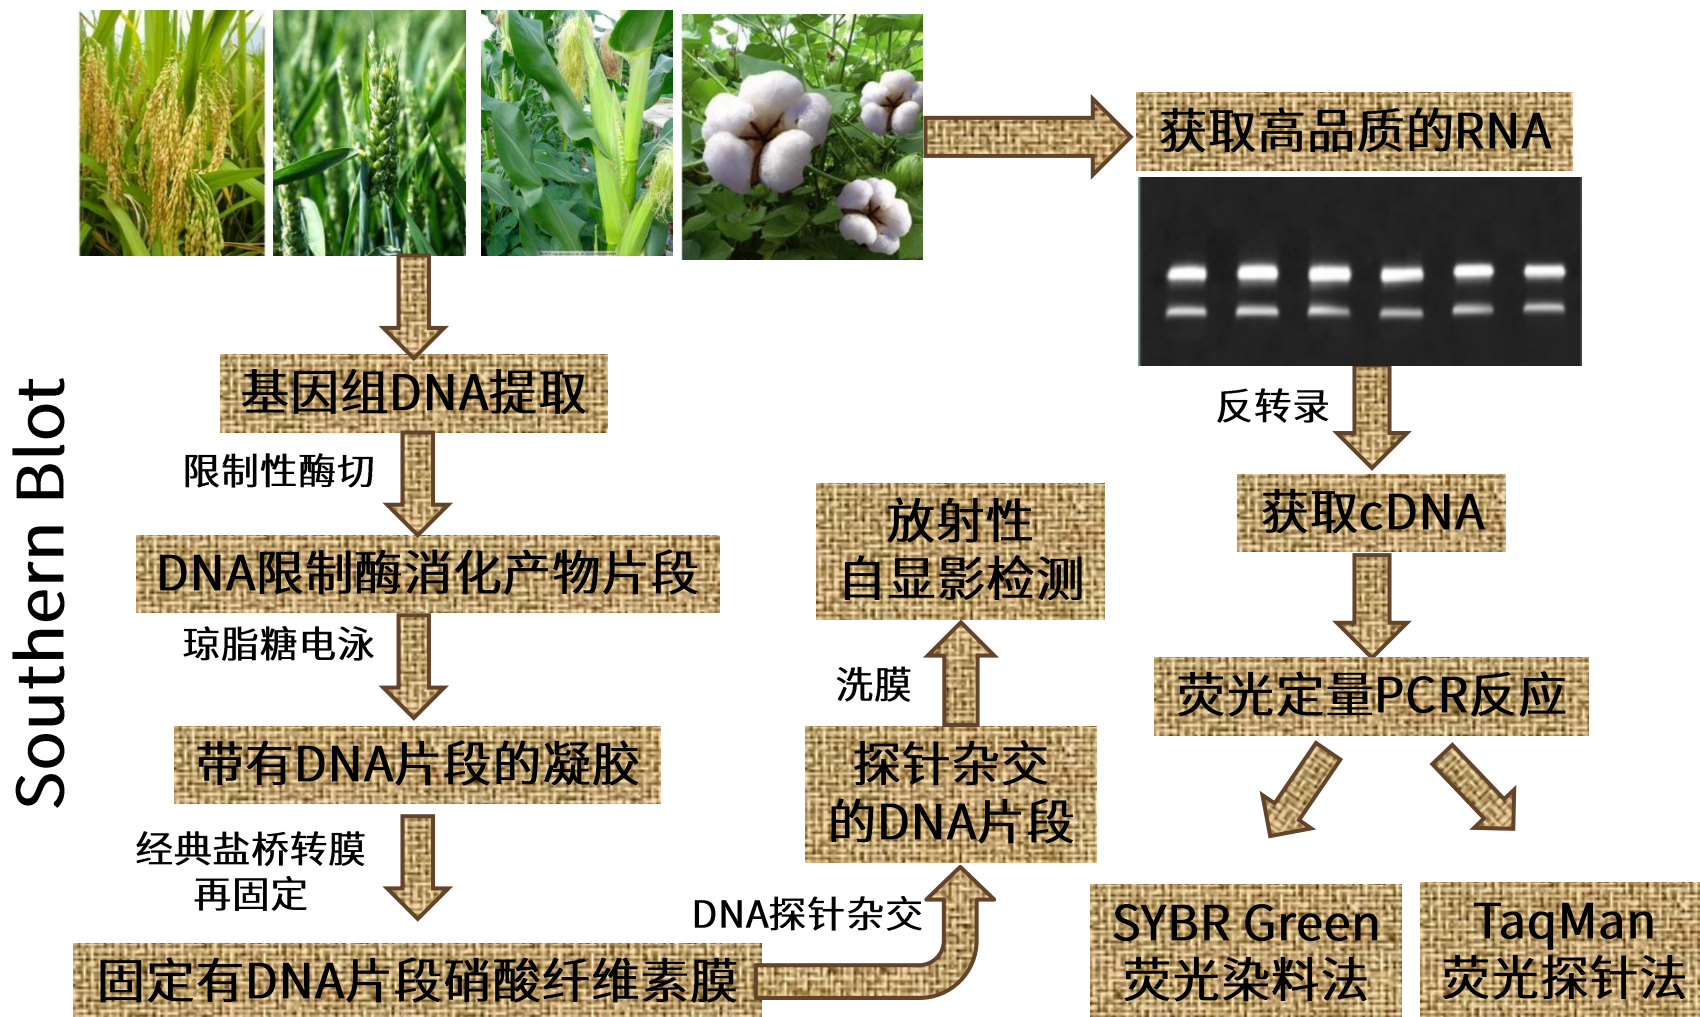 Southern Blot
基因组DNA提取
限制性酶切
DNA限制酶消化产物片段
琼脂糖电泳
带有DNA片段的凝胶
经典盐桥转膜
再固定
固定有DNA片段硝酸纤维素膜
DNA探针杂交
探针杂交
的DNA片段
洗膜
放射性
自显影检测
获取高品质的RNA
反转录
获取cDNA
荧光定量PCR反应
SYBR Green
荧光染料法
TaqMan
荧光探针法